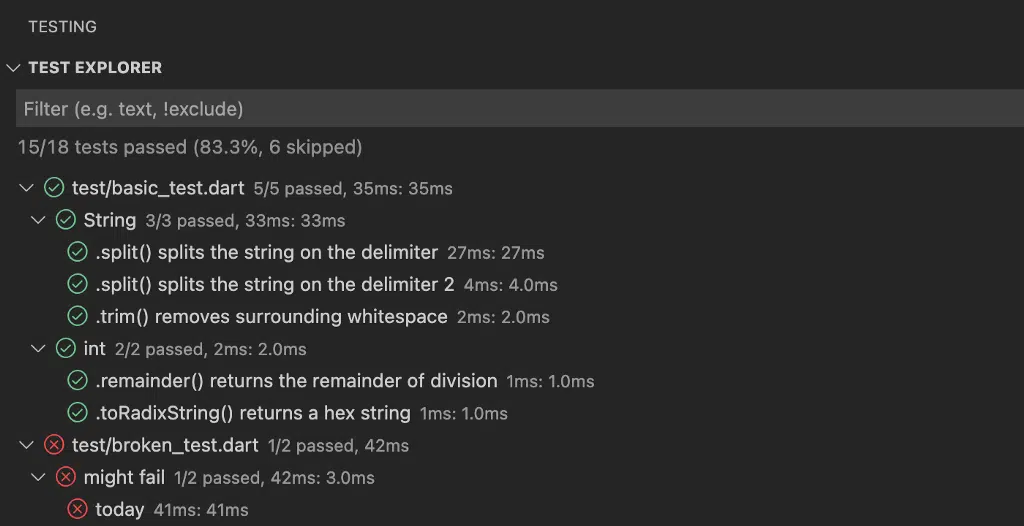 TESTING
TEST EXPLORER
Filter (e.g. text, !exclude)
15/18 tests passed (83.3%, 6 skipped)
test/basic_test.dart 5/5 passed, 35ms: 35ms
String 3/3 passed, 33ms: 33ms
.split() splits the string on the delimiter 27ms: 27ms
.split() splits the string on the delimiter 2 4ms: 4.0ms
.trim() removes surrounding whitespace 2ms: 2.0ms
int 2/2 passed, 2ms: 2.0ms
.remainder() returns the remainder of division 1ms: 1.0ms
.toRadixString() returns a hex string 1ms: 1.0ms
test/broken_test.dart 1/2 passed, 42ms
might fail 1/2 passed, 42ms: 3.0ms
today 41ms: 41ms